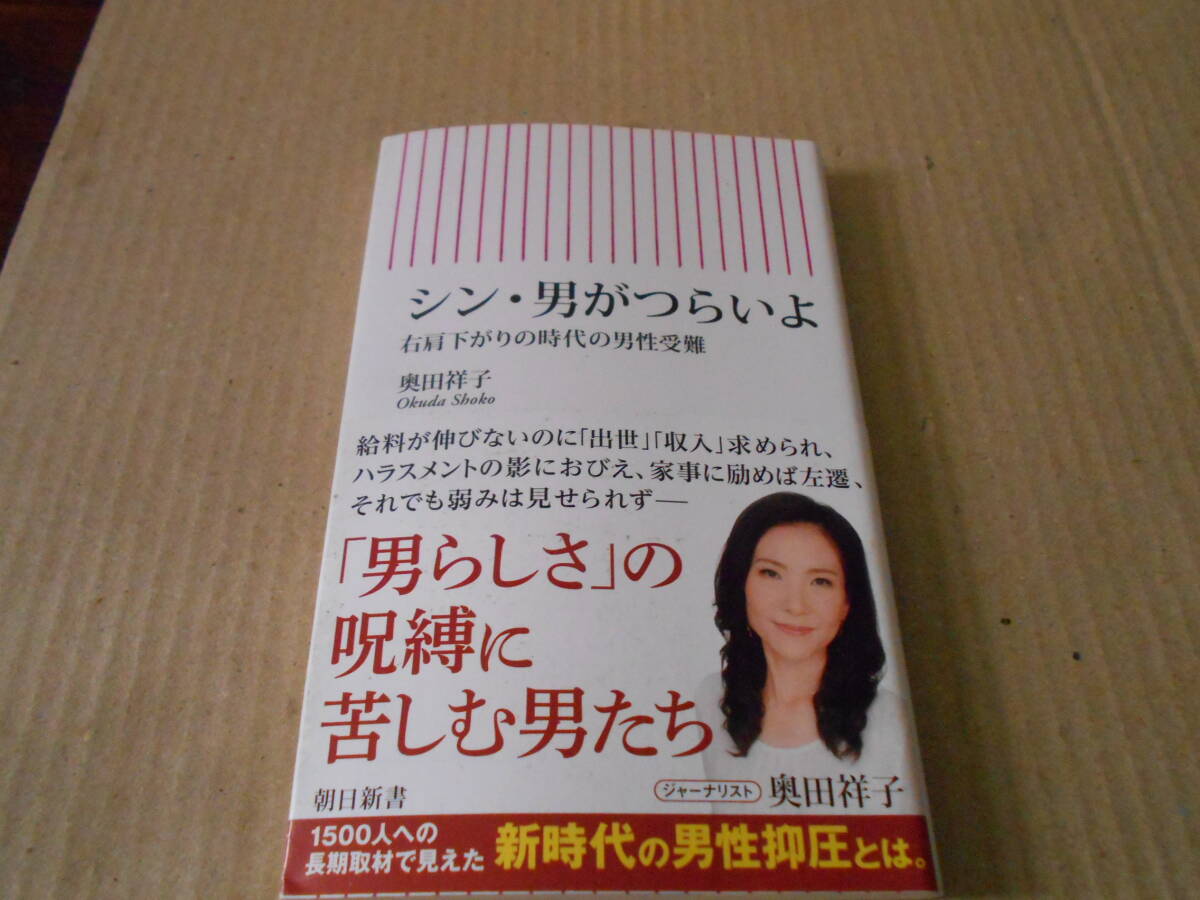 シン・男がつらいよ
右肩下がりの時代の男性受難
奥田祥子
Okuda Shoko
給料が伸びないのに「出世」「収入」求められ、
ハラスメントの影におびえ、家事に励めば左遷、
それでも弱みは見せられず―
「男らしさ」の
呪縛に
苦しむ男たち
ジャーナリスト 奥田祥子
朝日新書
1500人への
長期取材で見えた 新時代の男性抑圧とは。